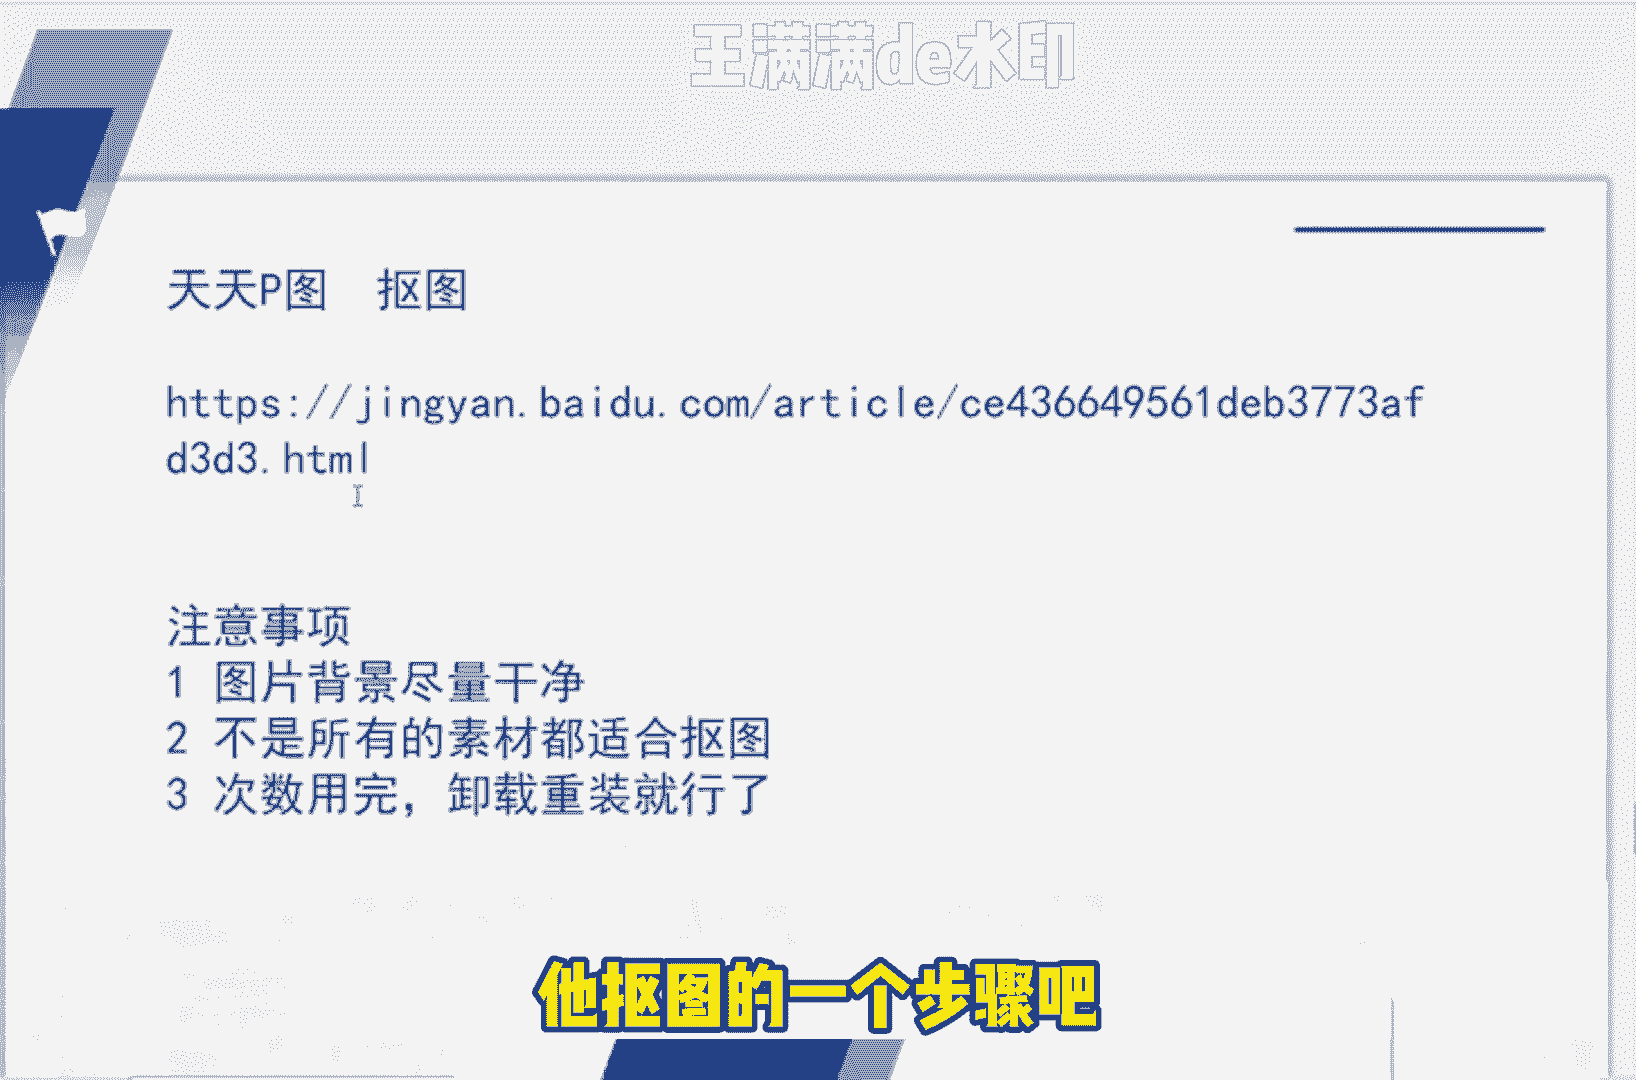 王满满de水印
天天P图 抠图
https://jingyan.baidu.com/article/ce436649561deb3773af
d3d3.html
注意事项
1 图片背景尽量干净
2 不是所有的素材都适合抠图
3 次数用完，卸载重装就行了
他抠图的一个步骤吧